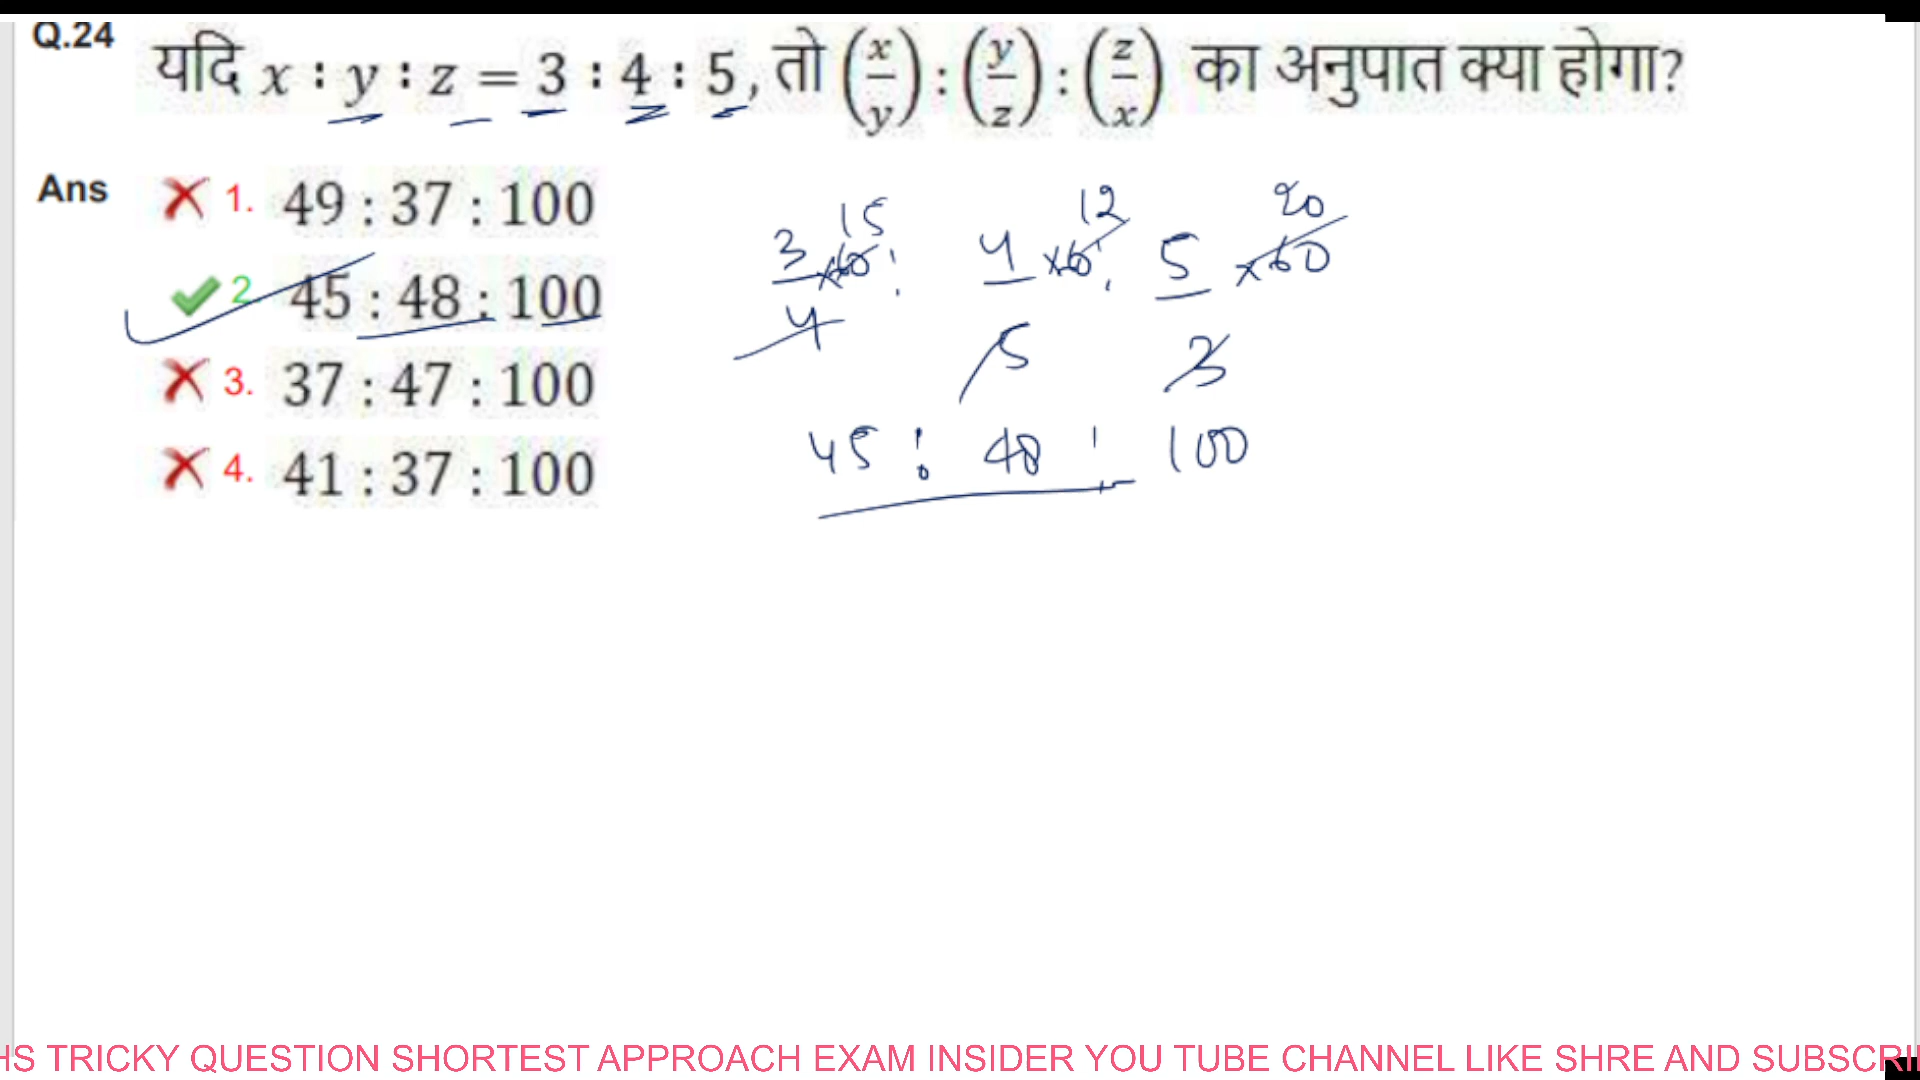 Q.24
यदि x : y : z = 3 : 4 : 5, तो (x/y) : (y/z) : (z/x) का अनुपात क्या होगा?
Ans
1. 49 : 37 : 100
2. 45 : 48 : 100
3. 37 : 47 : 100
4. 41 : 37 : 100
15 12 20
3/4 ×60 : 4/5 ×60 : 5/3 ×60
45 : 48 : 100
HS TRICKY QUESTION SHORTEST APPROACH EXAM INSIDER YOU TUBE CHANNEL LIKE SHRE AND SUBSCRI